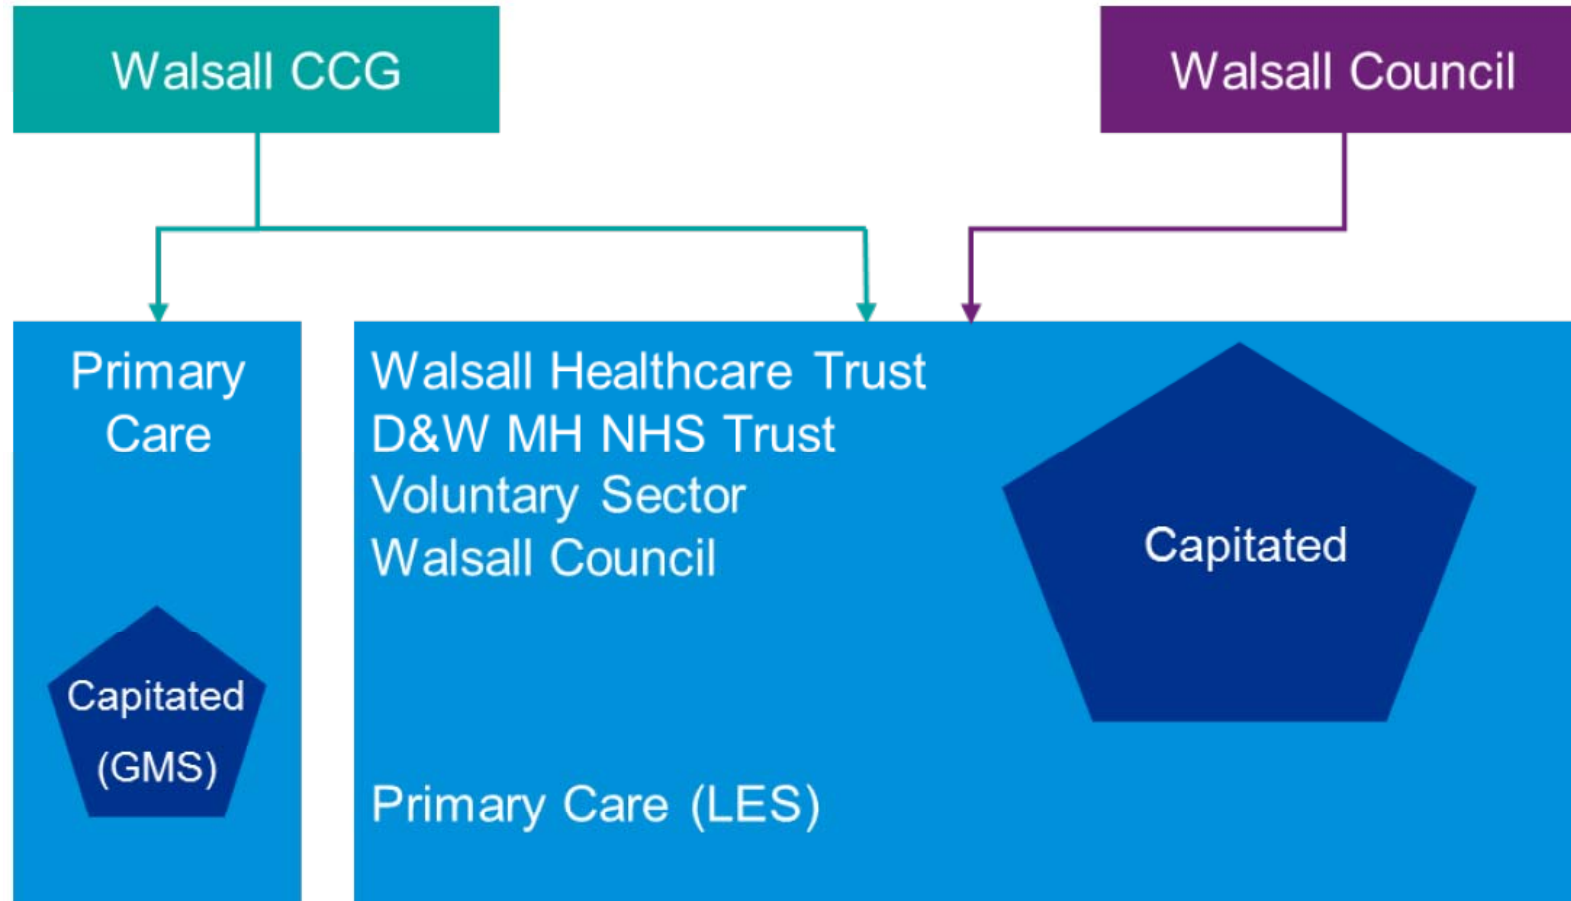 Walsall CCG
Walsall Council
Primary
Care
Capitated
(GMS)
Walsall Healthcare Trust
D&W MH NHS Trust
Voluntary Sector
Walsall Council
Primary Care (LES)
Capitated